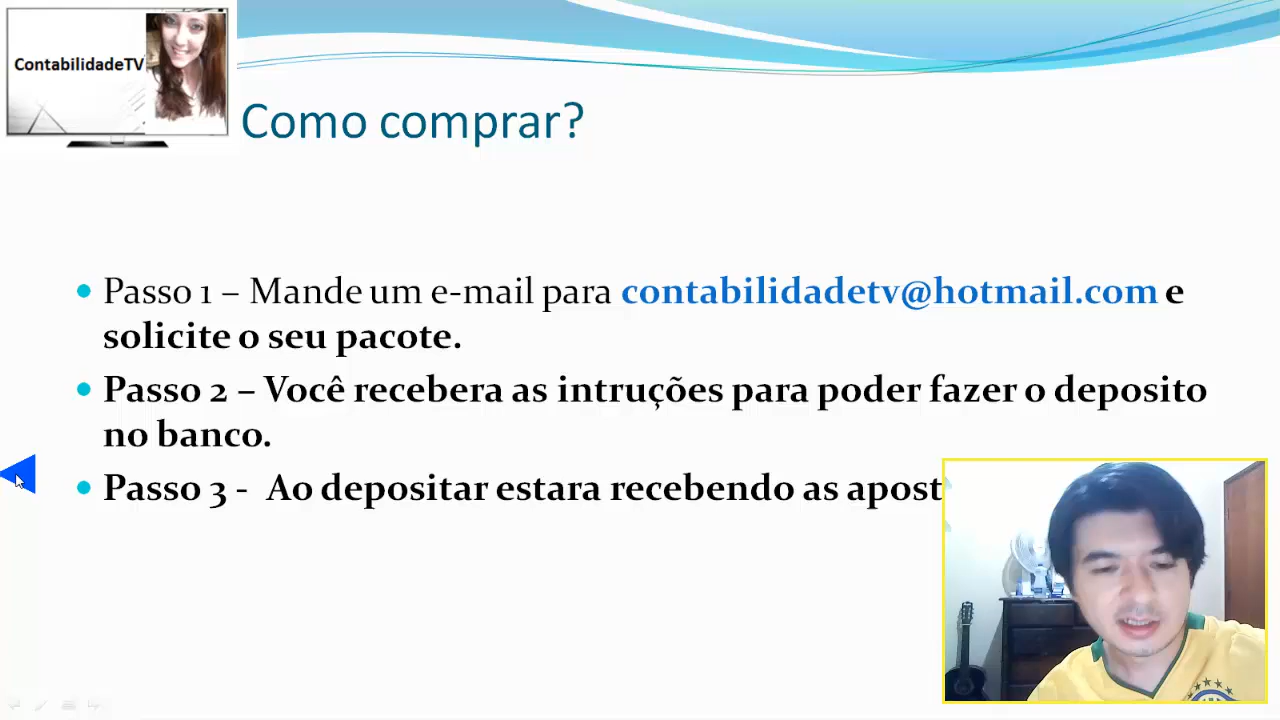 ContabilidadeTV
Como comprar?
Passo 1 – Mande um e-mail para contabilidadetv@hotmail.com e
solicite o seu pacote.
Passo 2 – Você recebera as intruções para poder fazer o deposito
no banco.
Passo 3 - Ao depositar estara recebendo as apost